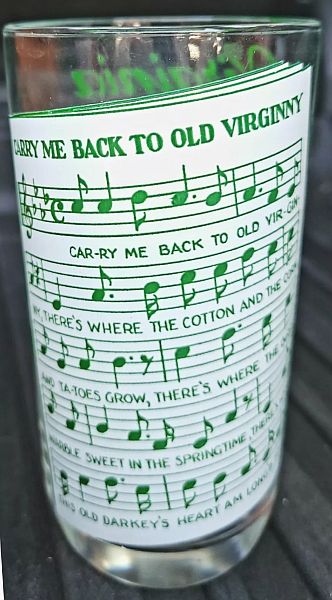 Virginia
CARRY ME BACK TO OLD VIRGINNY
CAR-RY ME BACK TO OLD VIR-GIN-
NY, THERE'S WHERE THE COTTON AND THE CORN
AND TA-TOES GROW, THERE'S WHERE THE
WARBLE SWEET IN THE SPRINGTIME, THERE'S
THIS OLD DARKEY'S HEART AM LONG'D